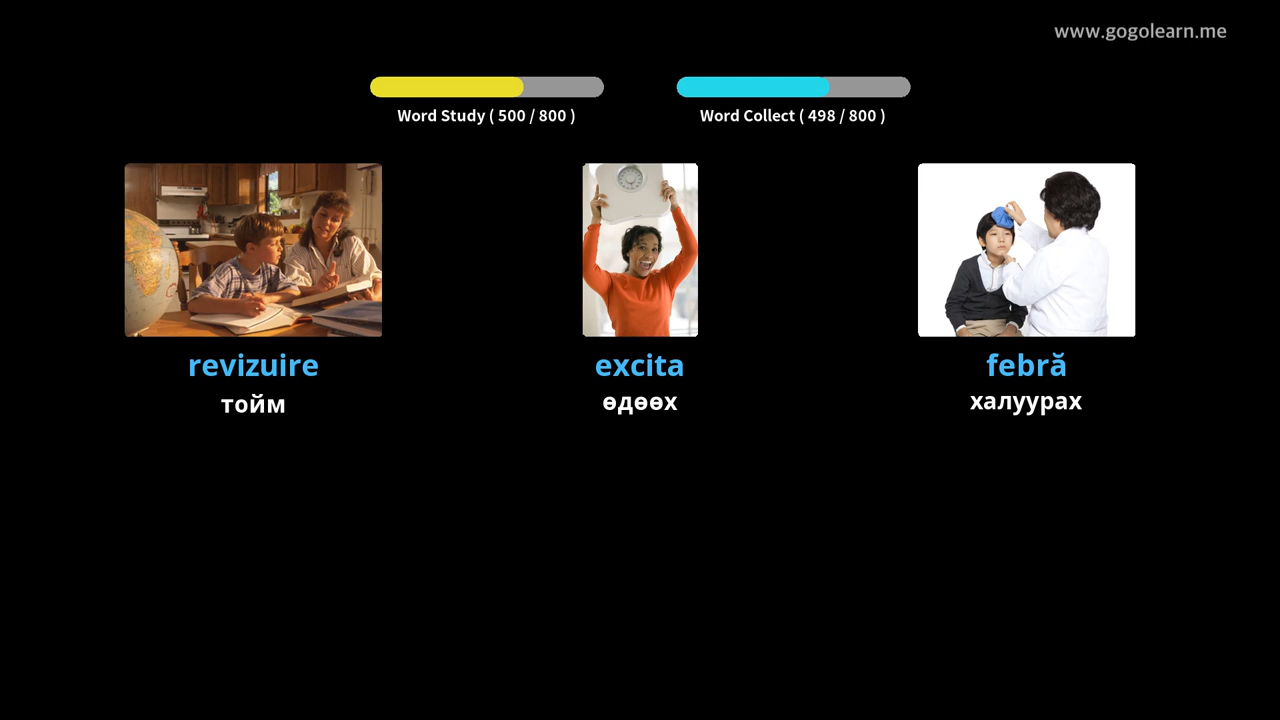 www.gogolearn.me
Word Study ( 500 / 800 )
Word Collect ( 498 / 800 )
revizuire
тойм
excita
өдөөх
febră
халуурах